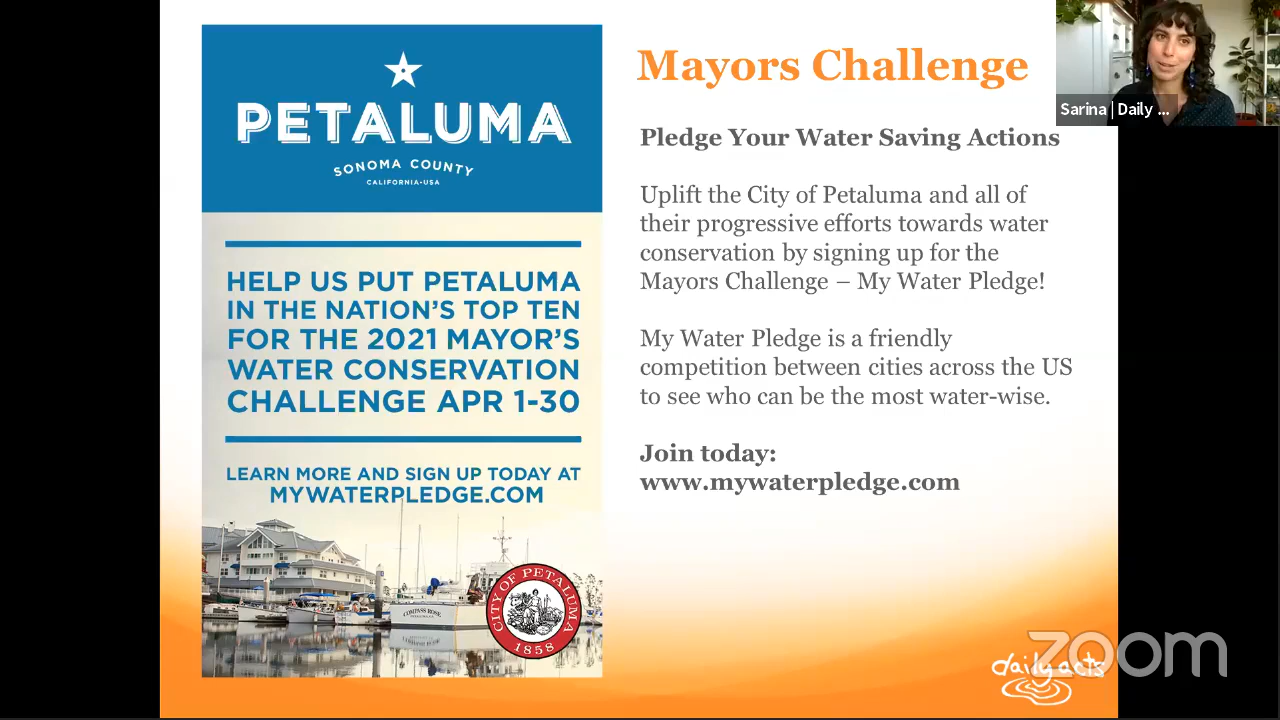 PETALUMA
SONOMA COUNTY
CALIFORNIA•USA
HELP US PUT PETALUMA
IN THE NATION'S TOP TEN
FOR THE 2021 MAYOR'S
WATER CONSERVATION
CHALLENGE APR 1-30
LEARN MORE AND SIGN UP TODAY AT
MYWATERPLEDGE.COM
COMPASS ROSE
CITY OF PETALUMA
1858
Mayors Challenge
Pledge Your Water Saving Actions
Uplift the City of Petaluma and all of
their progressive efforts towards water
conservation by signing up for the
Mayors Challenge – My Water Pledge!
My Water Pledge is a friendly
competition between cities across the US
to see who can be the most water-wise.
Join today:
www.mywaterpledge.com
Sarina | Daily ...
daily acts
zoom